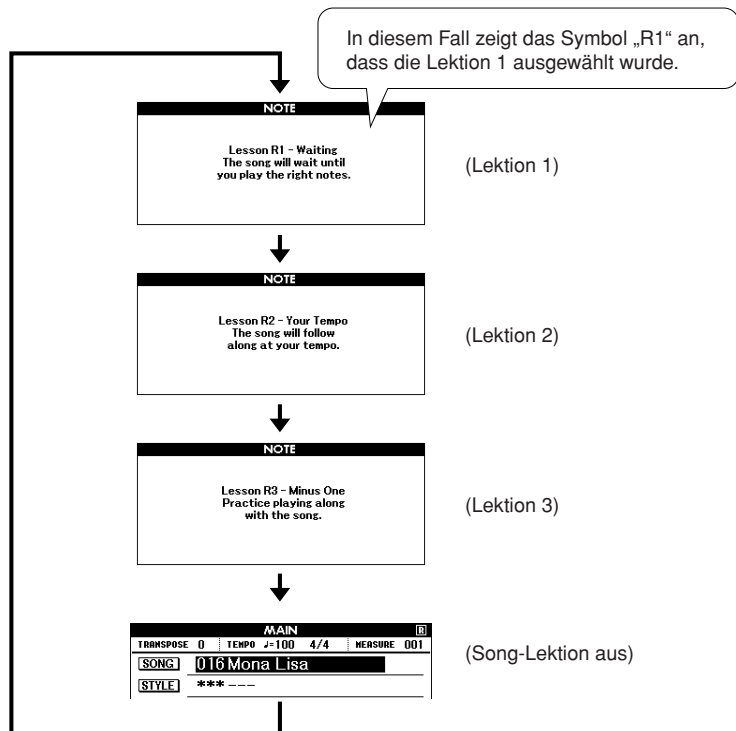 In diesem Fall zeigt das Symbol „R1“ an,
dass die Lektion 1 ausgewählt wurde.
NOTE
Lesson R1 - Waiting
The song will wait until
you play the right notes.
(Lektion 1)
NOTE
Lesson R2 - Your Tempo
The song will follow
along at your tempo.
(Lektion 2)
NOTE
Lesson R3 - Minus One
Practice playing along
with the song.
(Lektion 3)
MAIN R
TRANSPOSE 0 TEMPO ♩=100 4/4 MEASURE 001
SONG 016 Mona Lisa
STYLE ***---
(Song-Lektion aus)